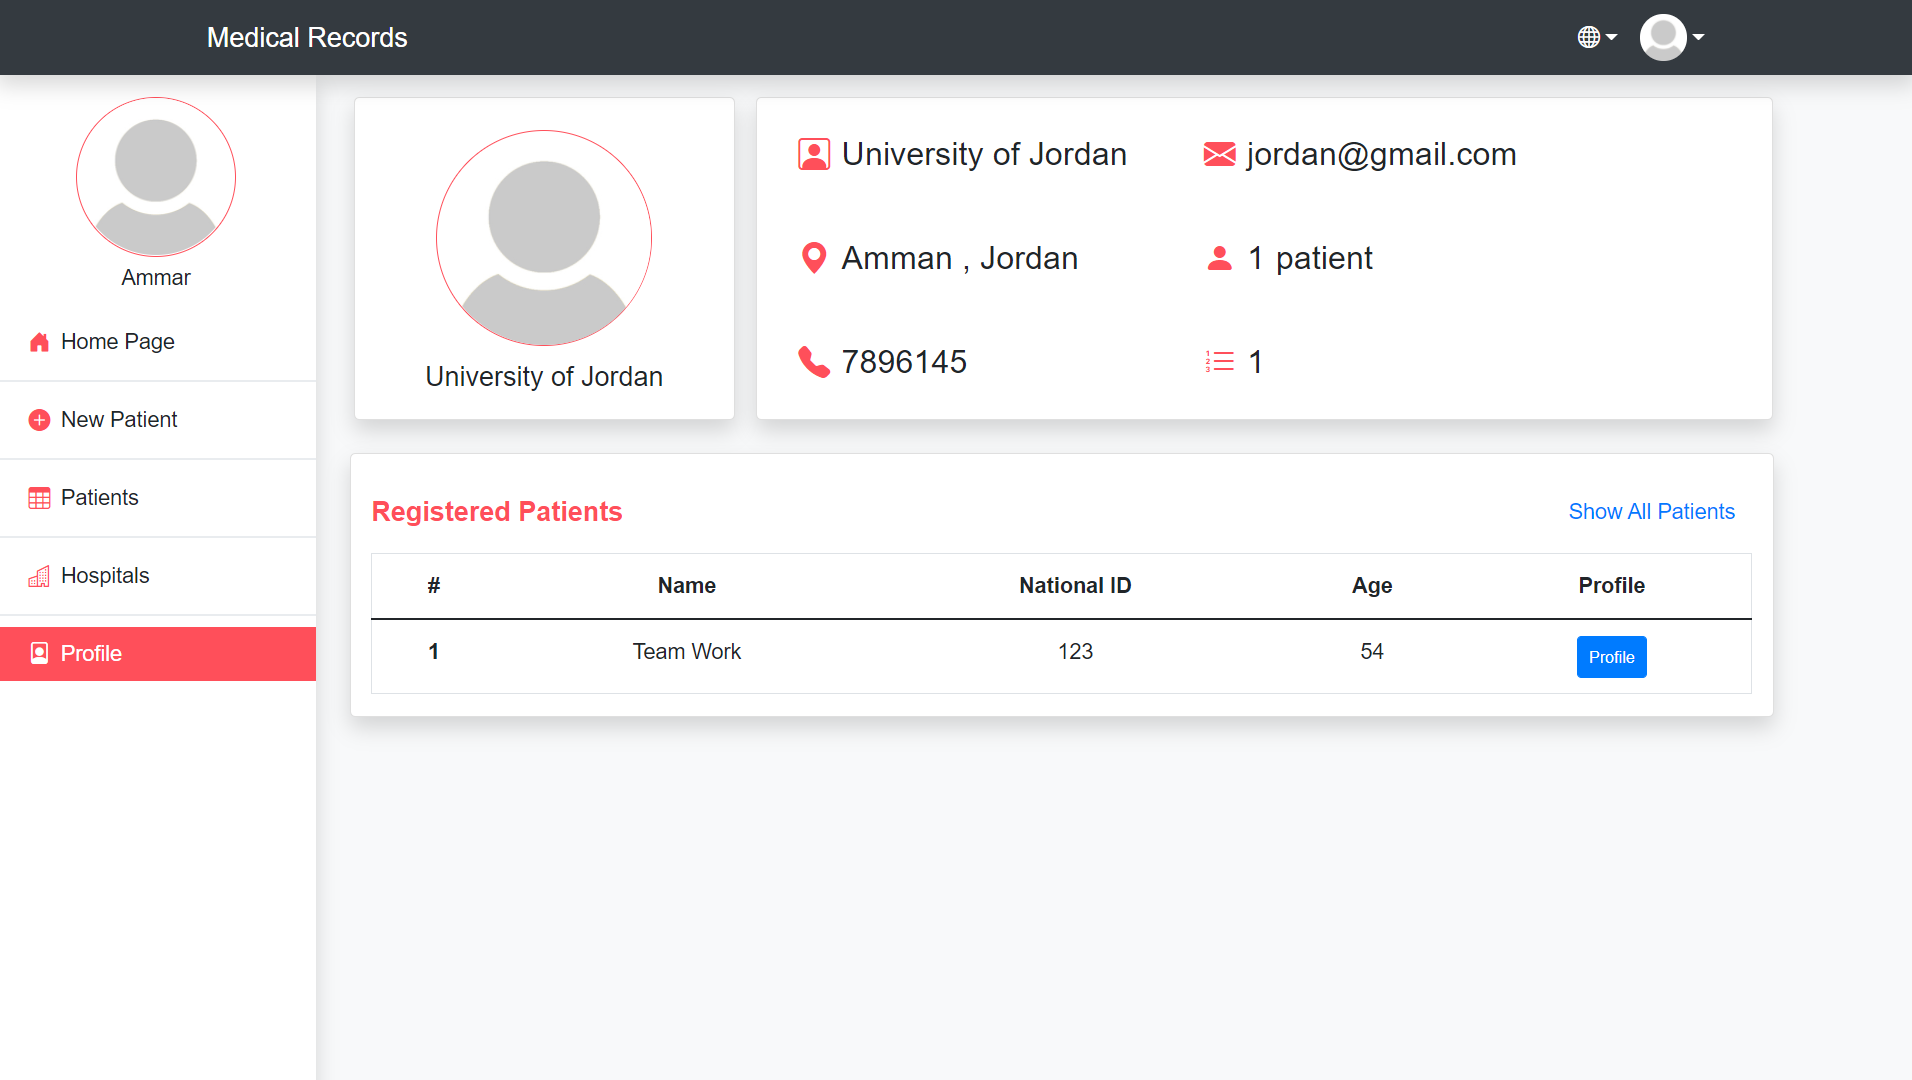 Medical Records
Ammar
Home Page
New Patient
Patients
Hospitals
Profile
University of Jordan
University of Jordan
jordan@gmail.com
Amman , Jordan
1 patient
7896145
1
Registered Patients
Show All Patients
# Name National ID Age Profile
1 Team Work 123 54 Profile